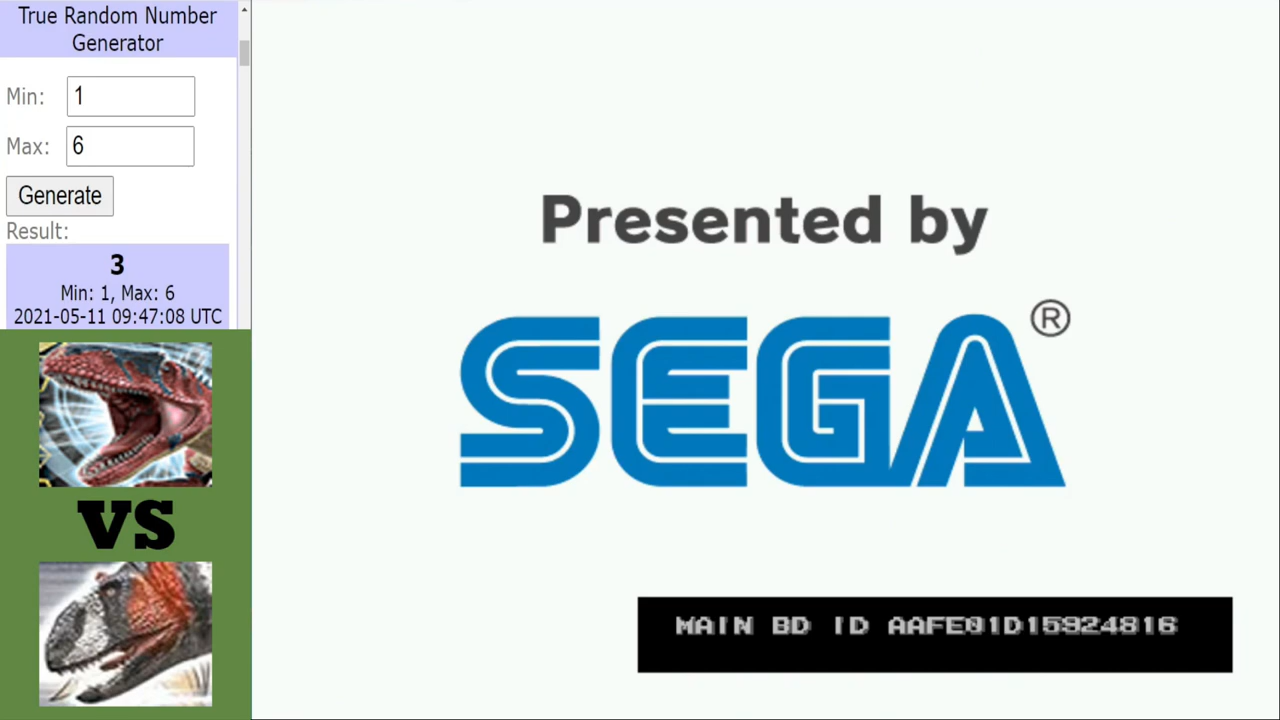 True Random Number
Generator
Min: 1
Max: 6
Generate
Result:
3
Min: 1, Max: 6
2021-05-11 09:47:08 UTC
VS
Presented by
SEGA®
MAIN BD ID AAFE01D15924816